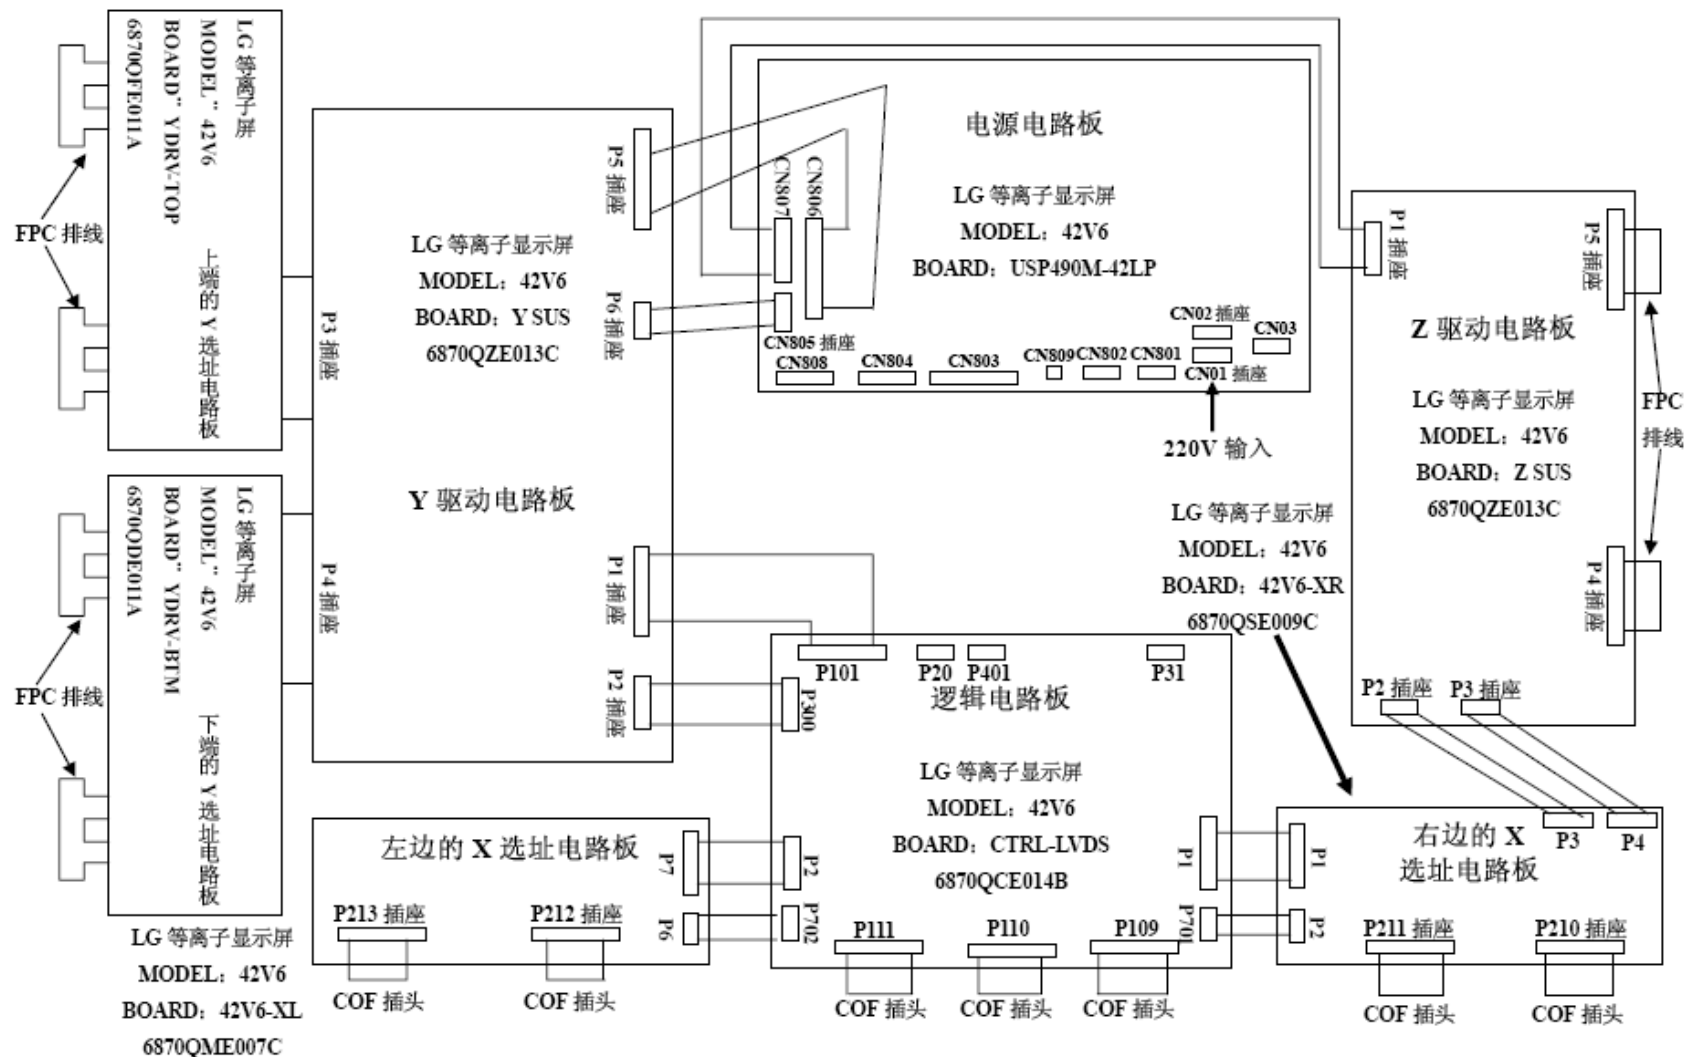 LG 等离子屏
MODEL" 42V6
BOARD" YDRV-TOP
6870QFE011A
上端的 Y 选址电路板
FPC 排线
LG 等离子屏
MODEL" 42V6
BOARD" YDRV-BTM
6870QDE011A
下端的 Y 选址电路板
FPC 排线
LG 等离子显示屏
MODEL：42V6
BOARD：42V6-XL
6870QME007C
P5 插座
LG 等离子显示屏
MODEL：42V6
BOARD：Y SUS
6870QZE013C
P6 插座
P3 插座
Y 驱动电路板
P4 插座
P1 插座
P2 插座
电源电路板
LG 等离子显示屏
MODEL：42V6
BOARD：USP490M-42LP
CN807
CN806
CN805 插座
CN808
CN804
CN803
CN809
CN802
CN801
CN02 插座
CN03
CN01 插座
220V 输入
P1 插座
P5 插座
Z 驱动电路板
LG 等离子显示屏
MODEL：42V6
BOARD：Z SUS
6870QZE013C
FPC
排线
P4 插座
P2 插座
P3 插座
LG 等离子显示屏
MODEL：42V6
BOARD：42V6-XR
6870QSE009C
P101
P20
P401
P31
P300
逻辑电路板
LG 等离子显示屏
MODEL：42V6
BOARD：CTRL-LVDS
6870QCE014B
P2
P702
P1
P701
P111
P110
P109
COF 插头
COF 插头
COF 插头
左边的 X 选址电路板
P7
P6
P213 插座
P212 插座
COF 插头
COF 插头
右边的 X
选址电路板
P3
P4
P1
P2
P211 插座
P210 插座
COF 插头
COF 插头